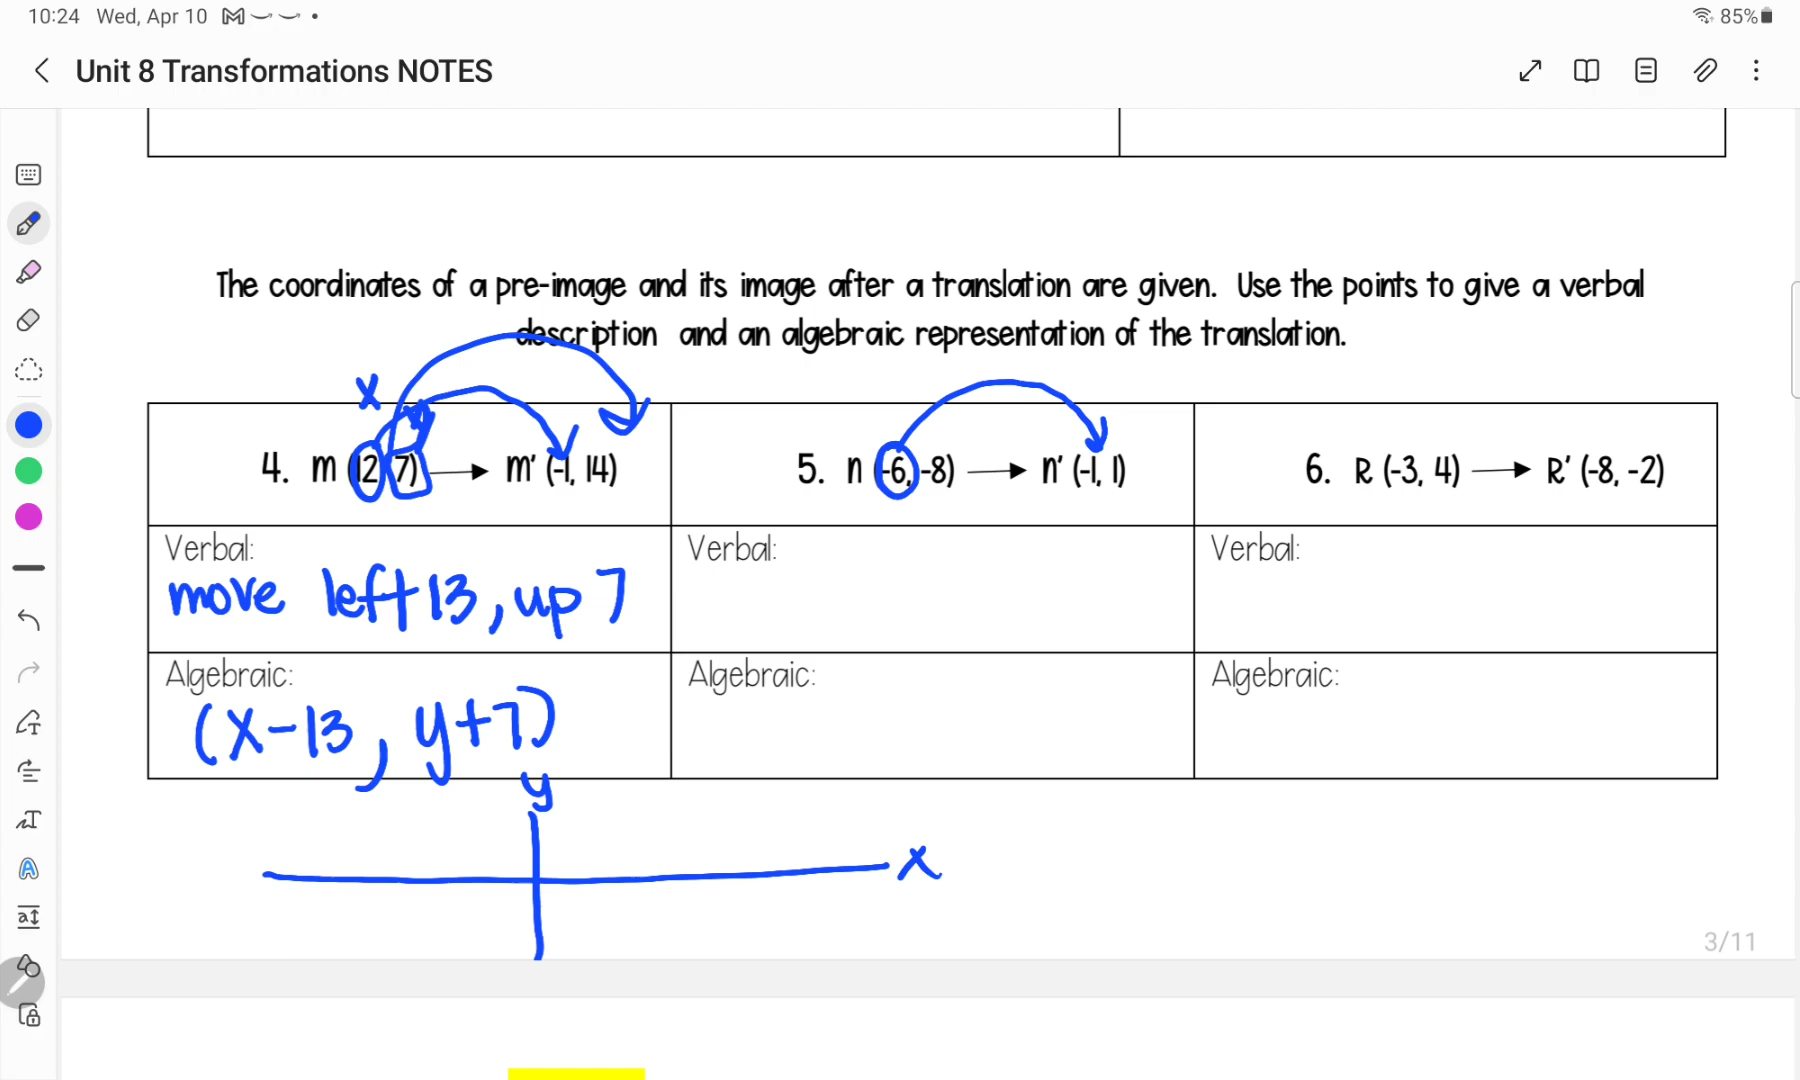 10:24 Wed, Apr 10
85%
Unit 8 Transformations NOTES
The coordinates of a pre-image and its image after a translation are given. Use the points to give a verbal
description and an algebraic representation of the translation.
x
4. m (12, 7) → m' (-1, 14)
5. n (-6, -8) → n' (-1, 1)
6. R (-3, 4) → R' (-8, -2)
Verbal:
move left 13, up 7
Verbal:
Verbal:
Algebraic:
(x-13, y+7)
Algebraic:
Algebraic:
y
x
3/11